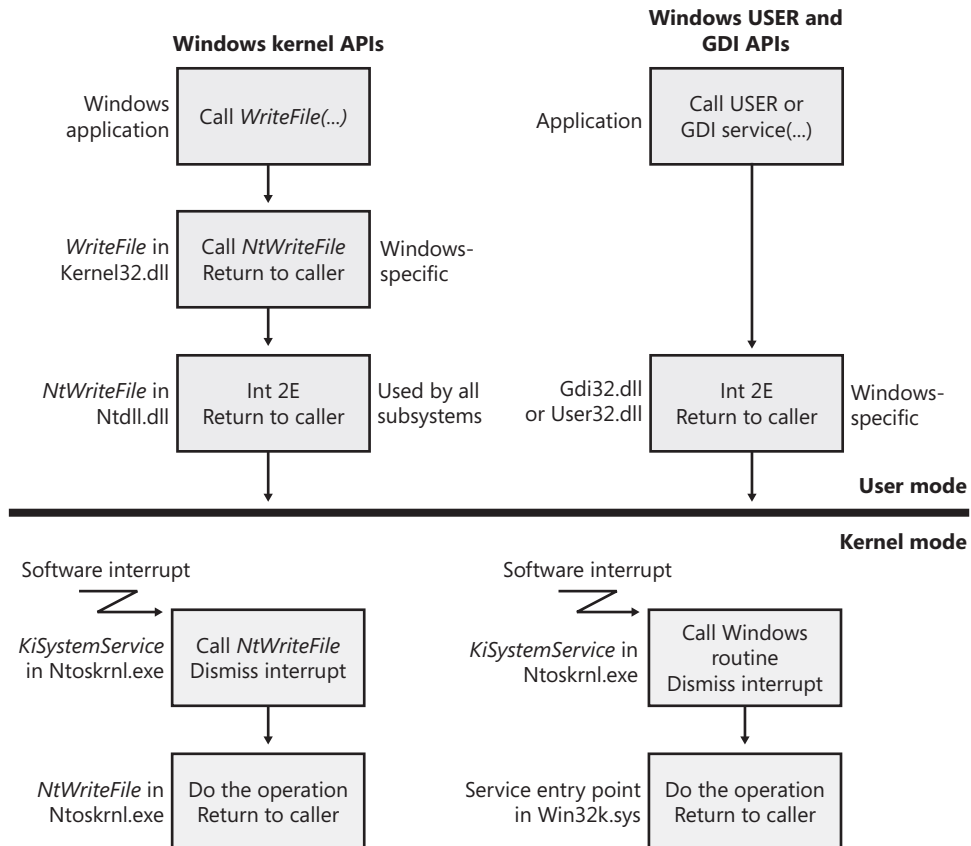 Windows kernel APIs
Windows USER and
GDI APIs
Windows
application
Call WriteFile(...)
Application
Call USER or
GDI service(...)
WriteFile in
Kernel32.dll
Call NtWriteFile
Return to caller
Windows-
specific
NtWriteFile in
Ntdll.dll
Int 2E
Return to caller
Used by all
subsystems
Gdi32.dll
or User32.dll
Int 2E
Return to caller
Windows-
specific
User mode
Kernel mode
Software interrupt
KiSystemService
in Ntoskrnl.exe
Call NtWriteFile
Dismiss interrupt
Software interrupt
KiSystemService in
Ntoskrnl.exe
Call Windows
routine
Dismiss interrupt
NtWriteFile in
Ntoskrnl.exe
Do the operation
Return to caller
Service entry point
in Win32k.sys
Do the operation
Return to caller